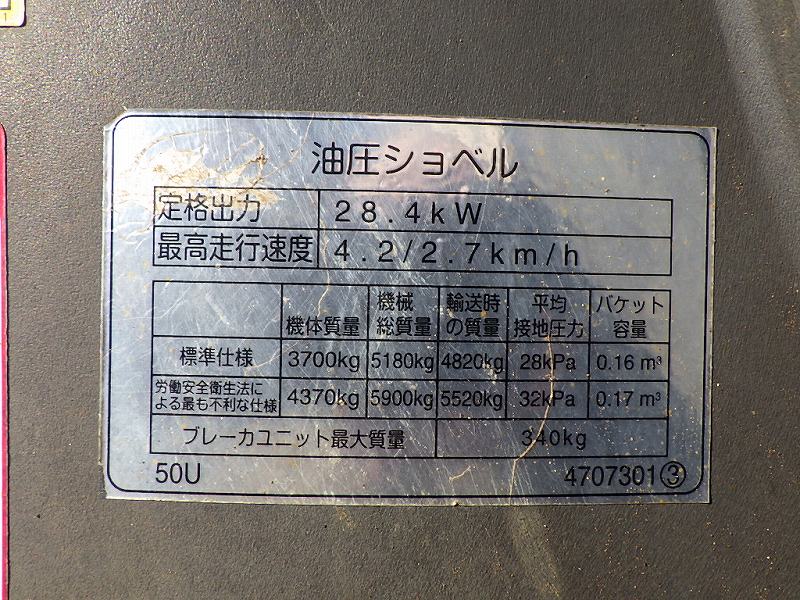 油圧ショベル
定格出力 28.4kW
最高走行速度 4.2/2.7km/h
機体質量 機械総質量 輸送時の質量 平均接地圧力 バケット容量
標準仕様 3700kg 5180kg 4820kg 28kPa 0.16 m³
労働安全衛生法による最も不利な仕様 4370kg 5900kg 5520kg 32kPa 0.17 m³
ブレーカユニット最大質量 340kg
50U 4707301③